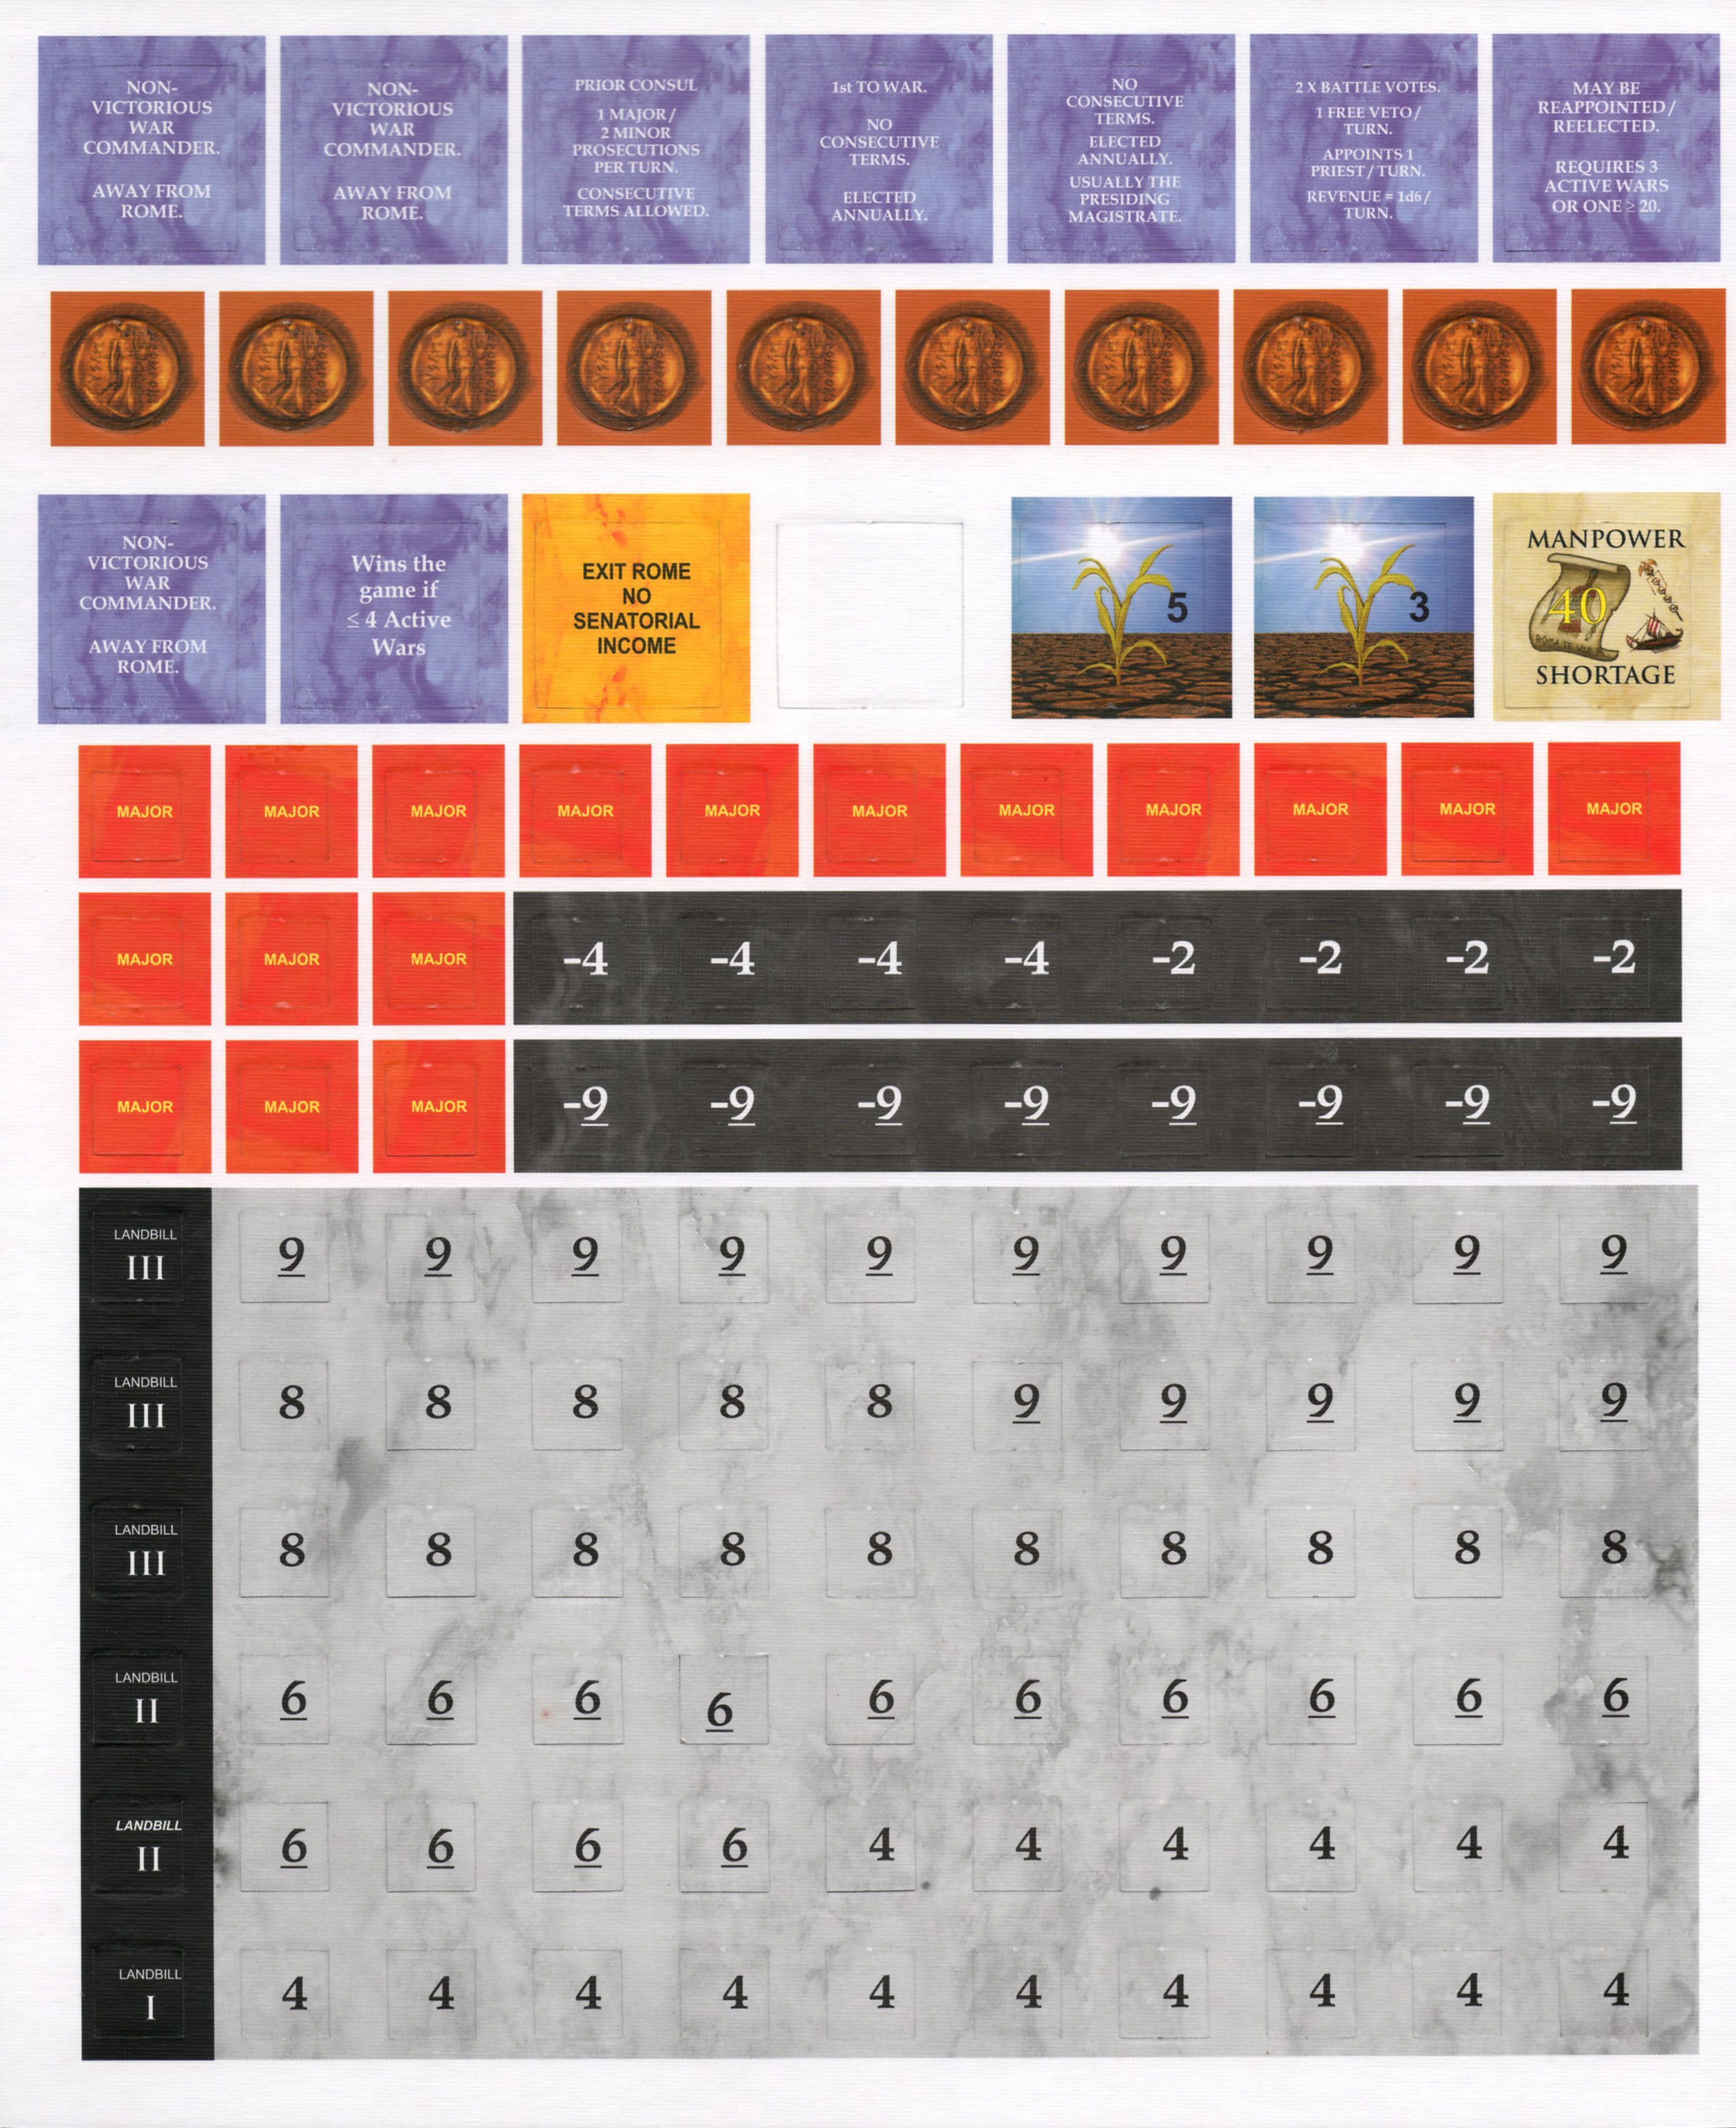 NON-
VICTORIOUS
WAR
COMMANDER.
AWAY FROM
ROME.
NON-
VICTORIOUS
WAR
COMMANDER.
AWAY FROM
ROME.
PRIOR CONSUL
1 MAJOR /
2 MINOR
PROSECUTIONS
PER TURN.
CONSECUTIVE
TERMS ALLOWED.
1st TO WAR.
NO
CONSECUTIVE
TERMS.
ELECTED
ANNUALLY.
NO
CONSECUTIVE
TERMS.
ELECTED
ANNUALLY.
USUALLY THE
PRESIDING
MAGISTRATE.
2 X BATTLE VOTES.
1 FREE VETO /
TURN.
APPOINTS 1
PRIEST / TURN.
REVENUE = 1d6 /
TURN.
MAY BE
REAPPOINTED /
REELECTED.
REQUIRES 3
ACTIVE WARS
OR ONE ≥ 20.
NON-
VICTORIOUS
WAR
COMMANDER.
AWAY FROM
ROME.
Wins the
game if
≤ 4 Active
Wars
EXIT ROME
NO
SENATORIAL
INCOME
5
3
MANPOWER
40
SHORTAGE
MAJOR MAJOR MAJOR MAJOR MAJOR MAJOR MAJOR MAJOR MAJOR MAJOR MAJOR
MAJOR MAJOR MAJOR -4 -4 -4 -4 -2 -2 -2 -2
MAJOR MAJOR MAJOR -9 -9 -9 -9 -9 -9 -9 -9
LANDBILL
III 9 9 9 9 9 9 9 9 9 9
LANDBILL
III 8 8 8 8 8 9 9 9 9 9
LANDBILL
III 8 8 8 8 8 8 8 8 8 8
LANDBILL
II 6 6 6 6 6 6 6 6 6 6
LANDBILL
II 6 6 6 6 4 4 4 4 4 4
LANDBILL
I 4 4 4 4 4 4 4 4 4 4